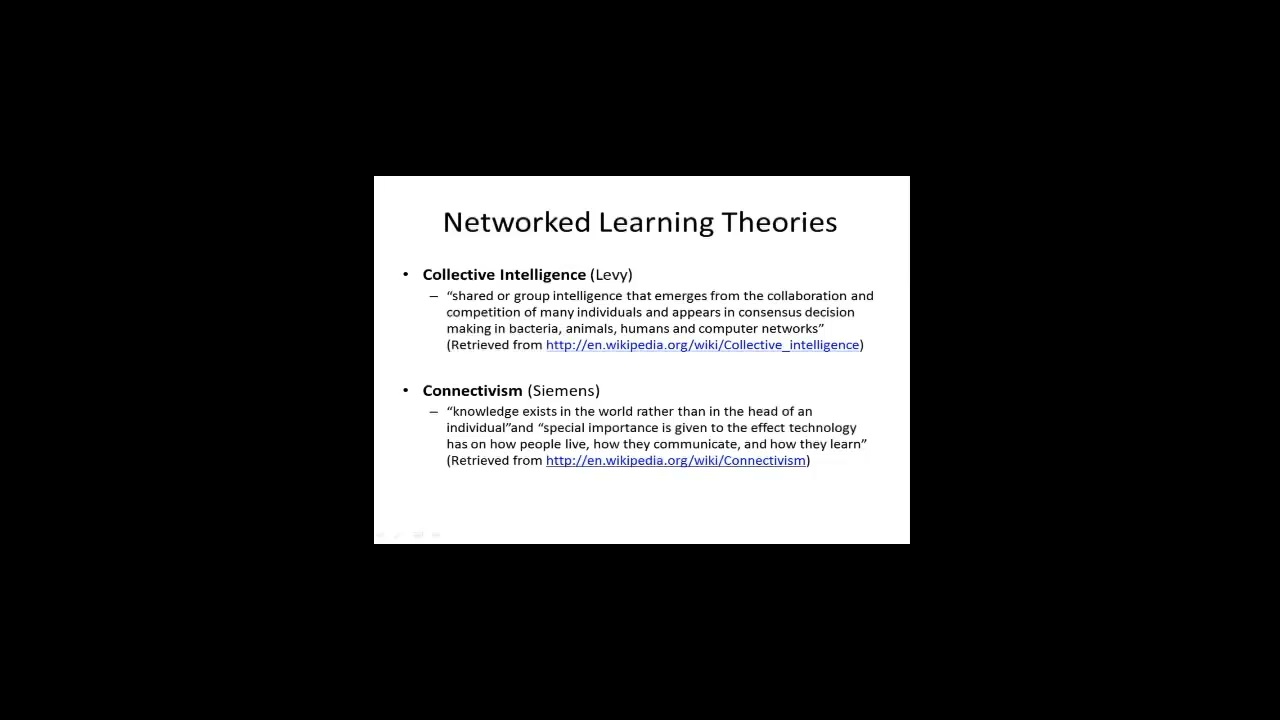 Networked Learning Theories
• Collective Intelligence (Levy)
– “shared or group intelligence that emerges from the collaboration and
competition of many individuals and appears in consensus decision
making in bacteria, animals, humans and computer networks”
(Retrieved from http://en.wikipedia.org/wiki/Collective_intelligence)
• Connectivism (Siemens)
– “knowledge exists in the world rather than in the head of an
individual”and “special importance is given to the effect technology
has on how people live, how they communicate, and how they learn”
(Retrieved from http://en.wikipedia.org/wiki/Connectivism)